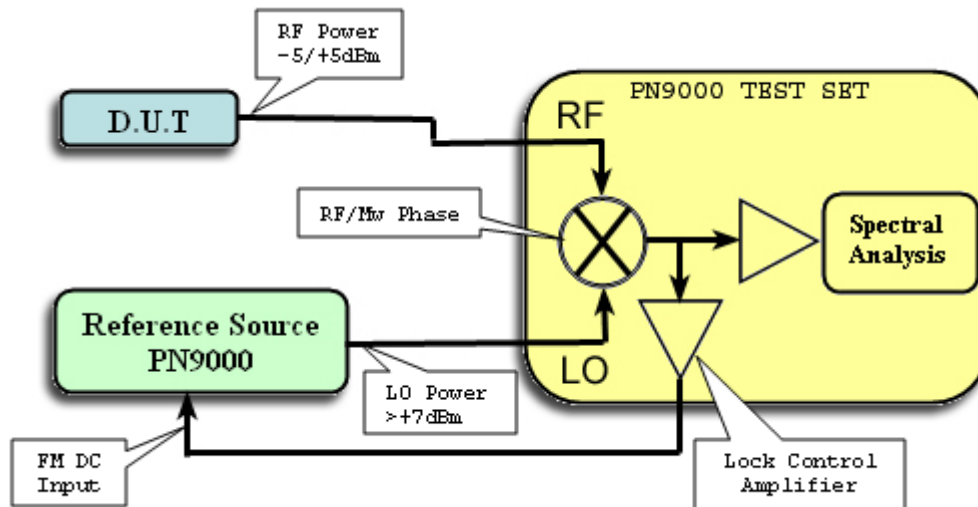 RF Power
-5/+5dBm
PN9000 TEST SET
D.U.T
RF
RF/Mw Phase
Spectral
Analysis
Reference Source
PN9000
LO
LO Power
>+7dBm
FM DC
Input
Lock Control
Amplifier